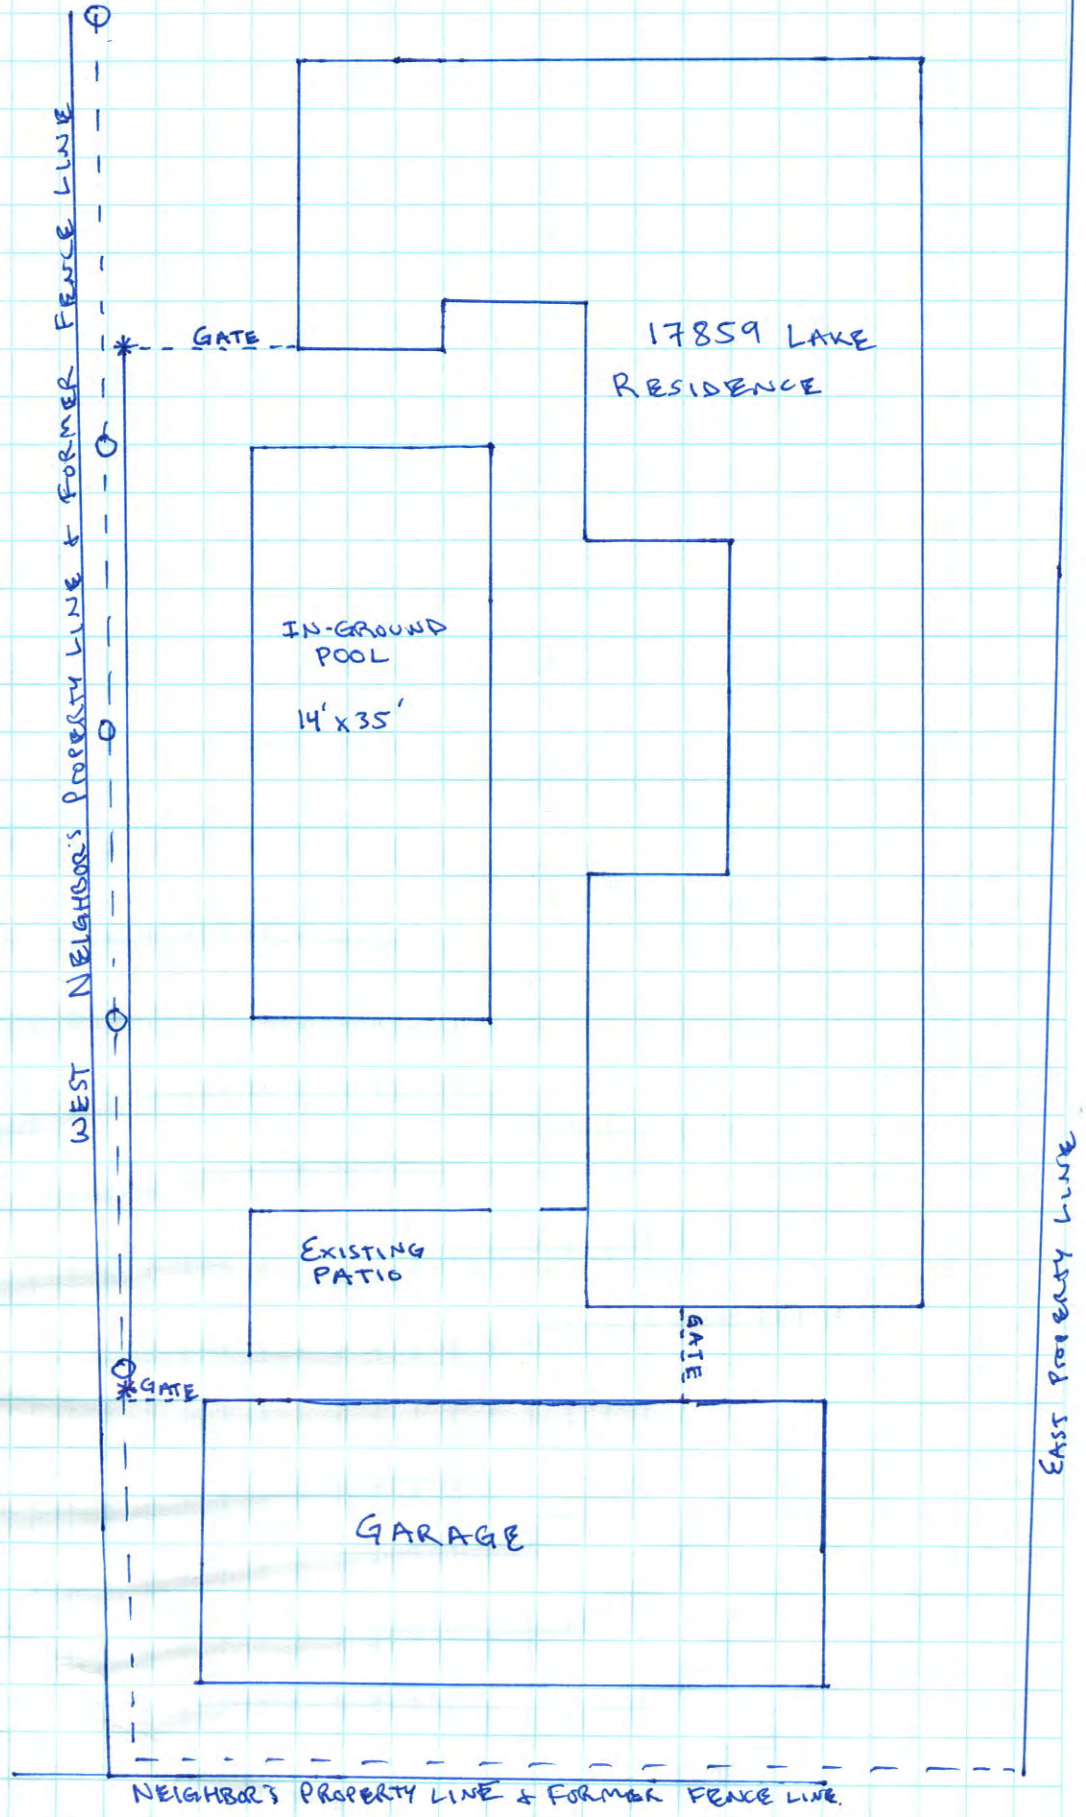 WEST NEIGHBOR'S PROPERTY LINE & FORMER FENCE LINE
GATE
17859 LAKE
RESIDENCE
IN-GROUND
POOL
14' x 35'
EXISTING
PATIO
GATE
GATE
GARAGE
EAST PROPERTY LINE
NEIGHBOR'S PROPERTY LINE & FORMER FENCE LINE.